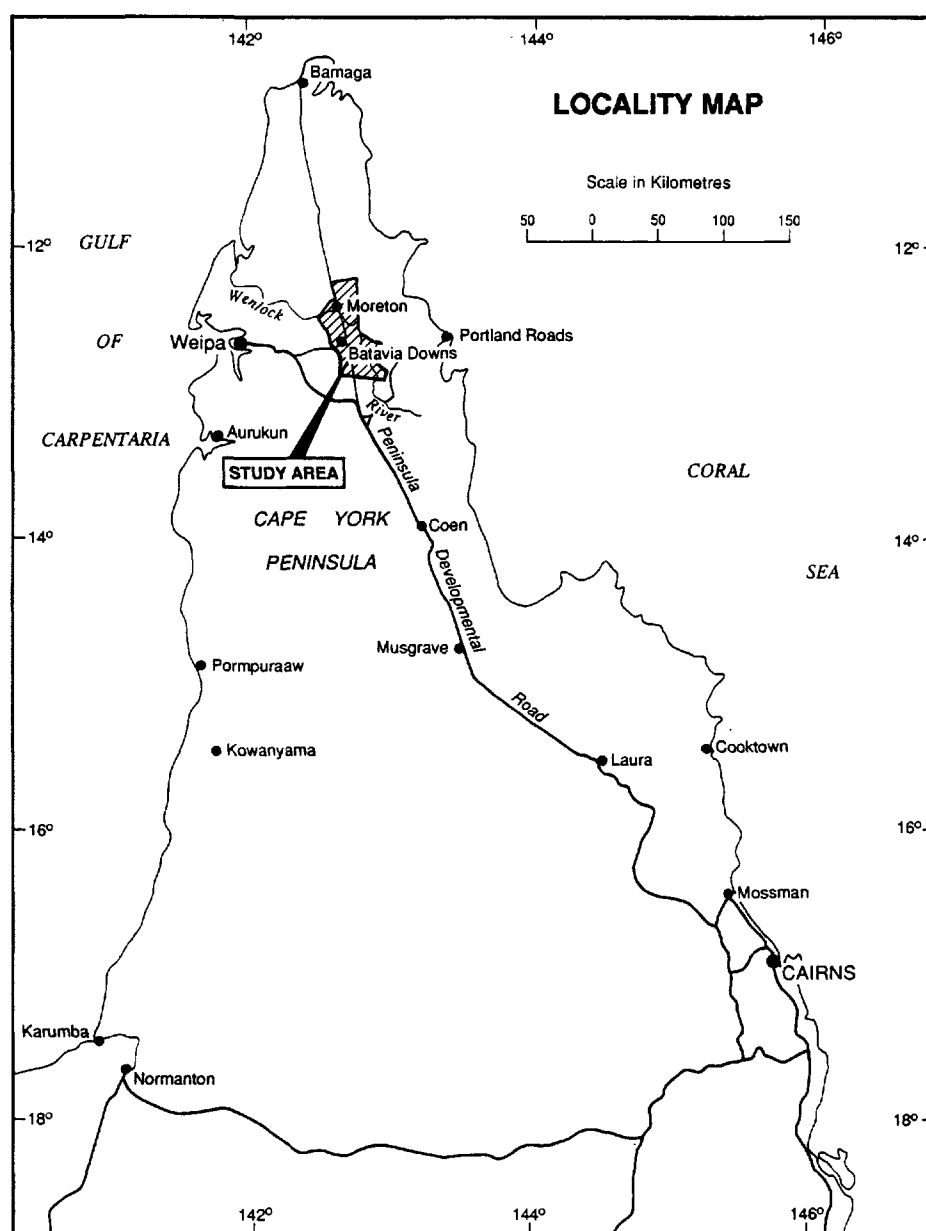 142°
144°
146°
Bamaga
LOCALITY MAP
Scale in Kilometres
50 0 50 100 150
GULF
12°
12°
Wenlock
Moreton
OF
Weipa
Portland Roads
Batavia Downs
River
CARPENTARIA
Aurukun
Peninsula
STUDY AREA
CORAL
CAPE YORK
Coen
14°
14°
PENINSULA
SEA
Developmental
Musgrave
Pormpuraaw
Road
Kowanyama
Cooktown
Laura
16°
16°
Mossman
CAIRNS
Karumba
Normanton
18°
18°
142°
144°
146°